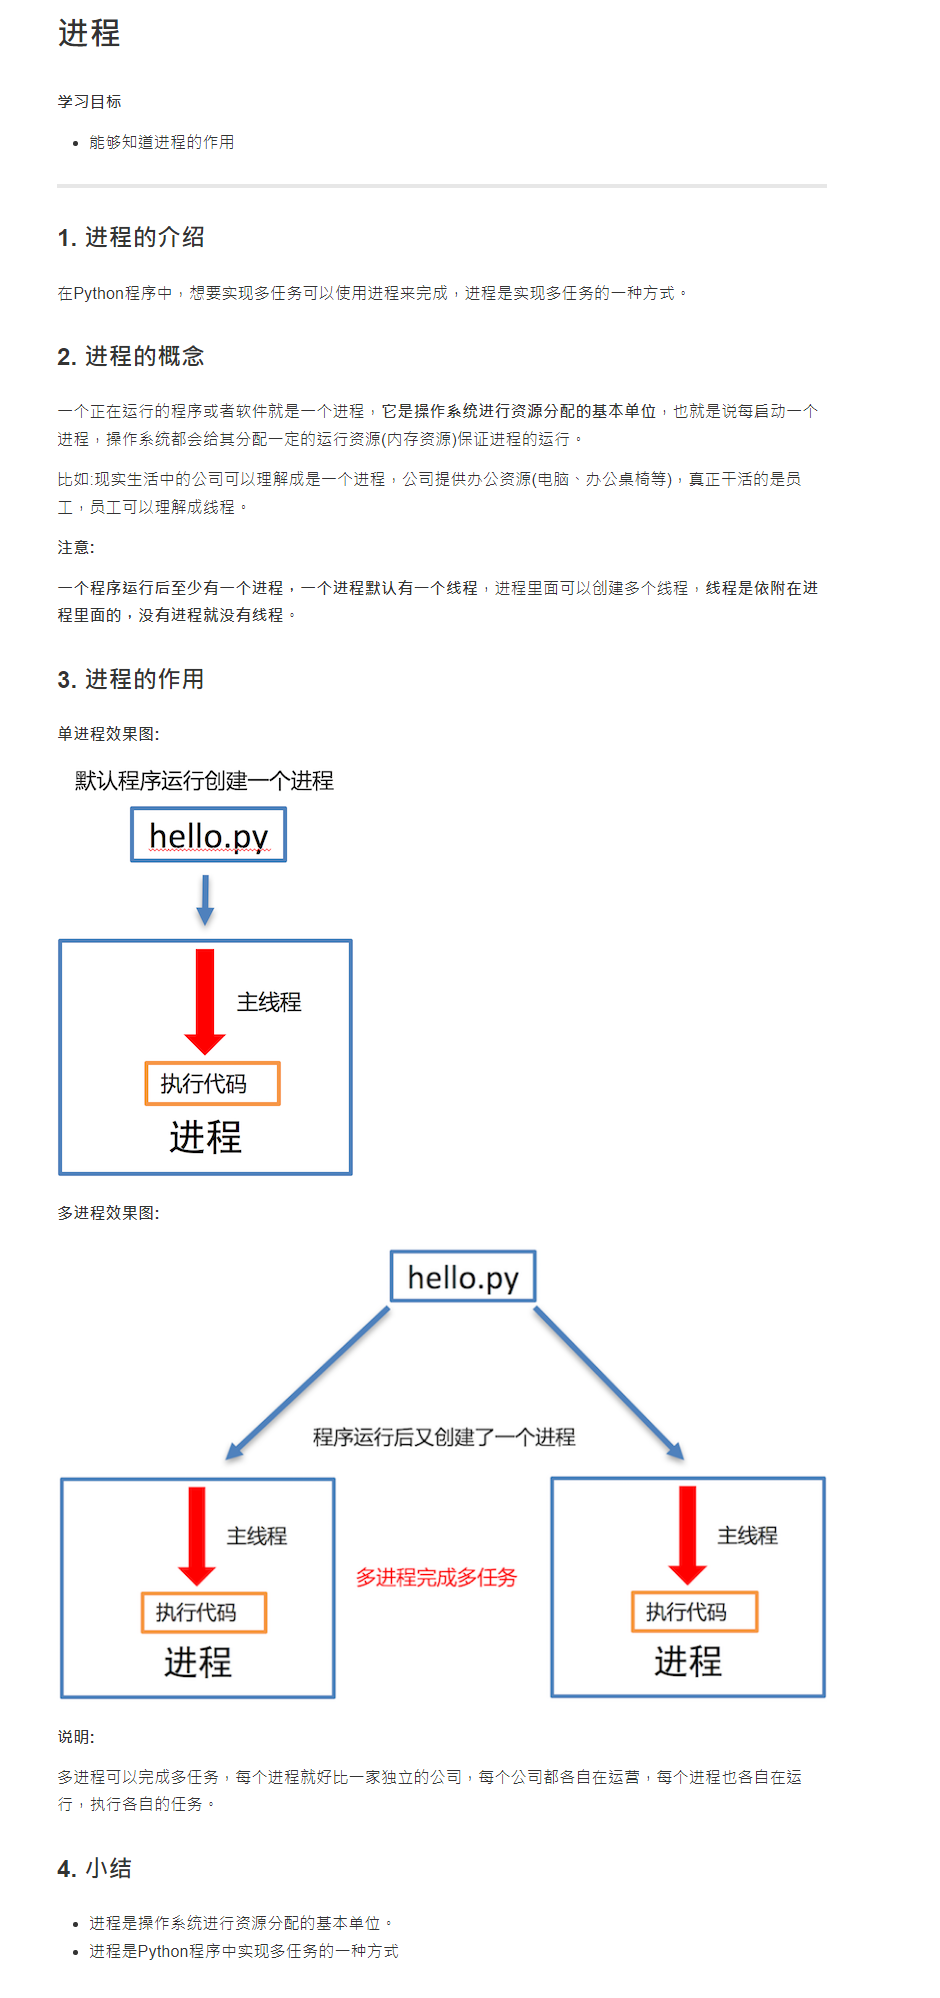 进程
学习目标
能够知道进程的作用
1. 进程的介绍
在Python程序中，想要实现多任务可以使用进程来完成，进程是实现多任务的一种方式。
2. 进程的概念
一个正在运行的程序或者软件就是一个进程，它是操作系统进行资源分配的基本单位，也就是说每启动一个
进程，操作系统都会给其分配一定的运行资源(内存资源)保证进程的运行。
比如:现实生活中的公司可以理解成是一个进程，公司提供办公资源(电脑、办公桌椅等)，真正干活的是员
工，员工可以理解成线程。
注意:
一个程序运行后至少有一个进程，一个进程默认有一个线程，进程里面可以创建多个线程，线程是依附在进
程里面的，没有进程就没有线程。
3. 进程的作用
单进程效果图:
默认程序运行创建一个进程
hello.py
主线程
执行代码
进程
多进程效果图:
hello.py
程序运行后又创建了一个进程
主线程
执行代码
进程
多进程完成多任务
主线程
执行代码
进程
说明:
多进程可以完成多任务，每个进程就好比一家独立的公司，每个公司都各自在运营，每个进程也各自在运
行，执行各自的任务。
4. 小结
进程是操作系统进行资源分配的基本单位。
进程是Python程序中实现多任务的一种方式